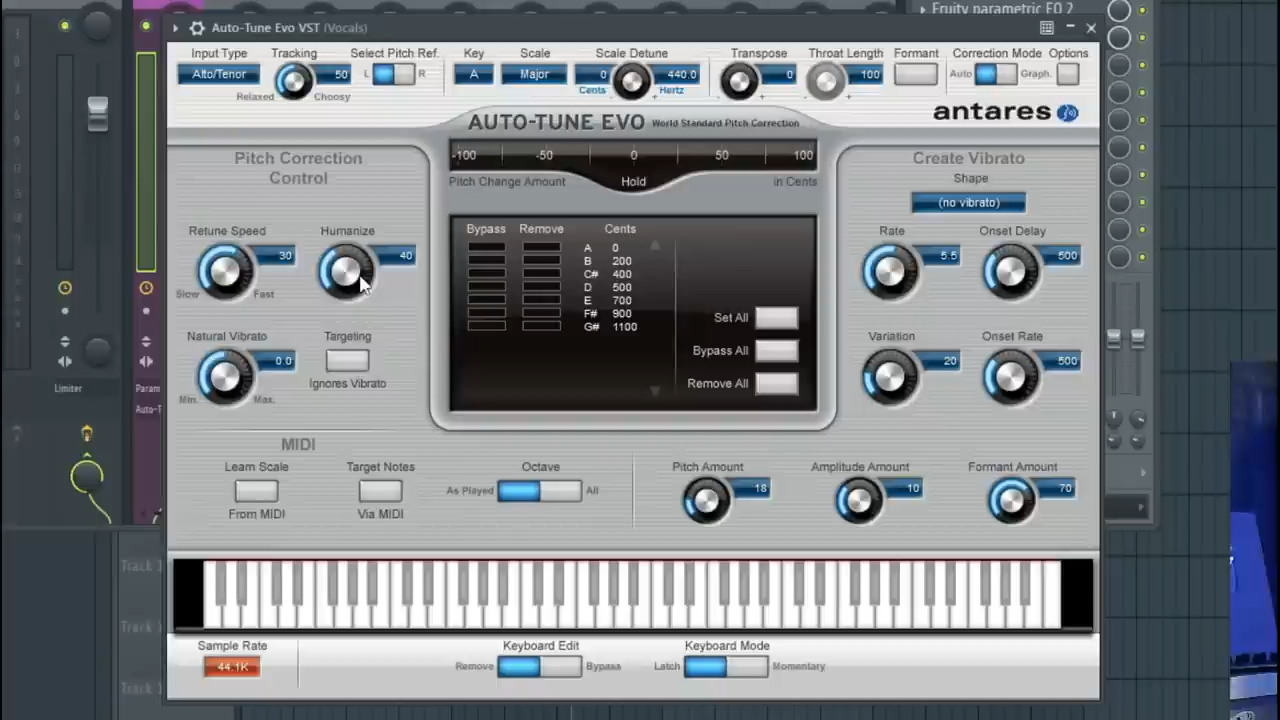 Fruity parametric EQ 2
Auto-Tune Evo VST (Vocals)
Input Type Tracking Select Pitch Ref. Key Scale Scale Detune Transpose Throat Length Formant Correction Mode Options
Alto/Tenor 50 L R A Major 0 440.0 0 100 Auto Graph.
Relaxed Choosy Cents Hertz - + - +
antares
AUTO-TUNE EVO World Standard Pitch Correction
-100 -50 0 50 100
Pitch Change Amount Hold in Cents
Pitch Correction
Control
Retune Speed Humanize
30 40
Slow Fast
Natural Vibrato Targeting
0.0
Min. Max. Ignores Vibrato
Bypass Remove Cents
A 0
B 200
C# 400
D 500
E 700
F# 900
G# 1100
Set All
Bypass All
Remove All
Create Vibrato
Shape
(no vibrato)
Rate Onset Delay
5.5 500
Variation Onset Rate
20 500
Limiter
Param
Auto-T
MIDI
Learn Scale Target Notes Octave Pitch Amount Amplitude Amount Formant Amount
As Played All 18 10 70
From MIDI Via MIDI
Track
Track
Track
Sample Rate Keyboard Edit Keyboard Mode
44.1K Remove Bypass Latch Momentary